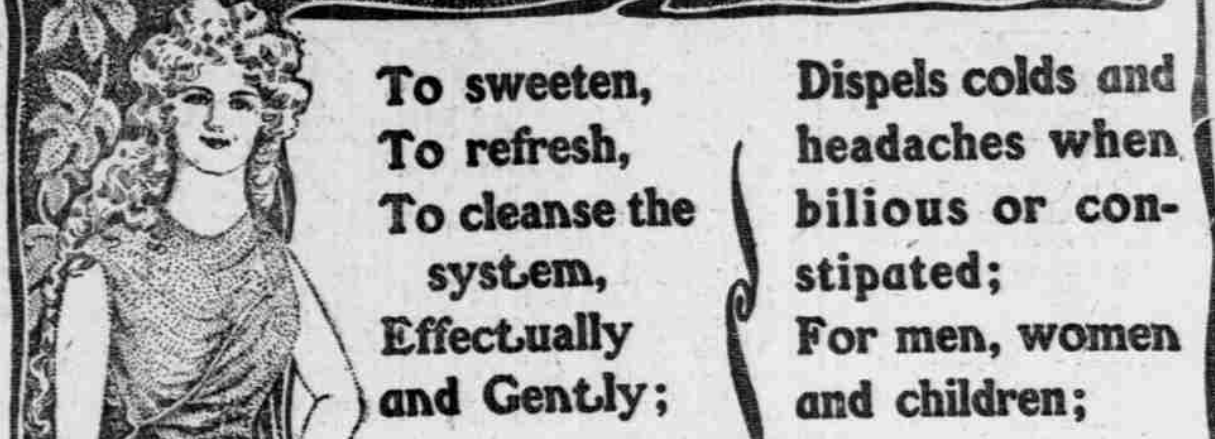 To sweeten,
To refresh,
To cleanse the
system,
Effectually
and Gently;
Dispels colds and
headaches when
bilious or con-
stipated;
For men, women
and children;